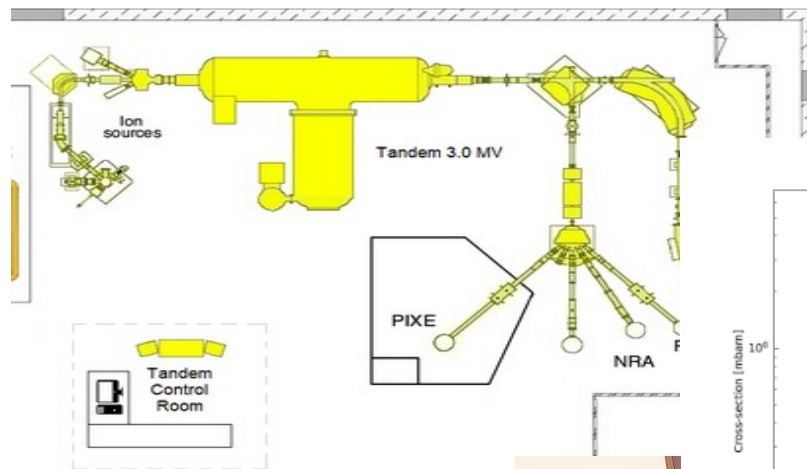 Ion
sources
Tandem 3.0 MV
PIXE
NRA
Tandem
Control
Room
Cross-section [mbarn]
10⁰